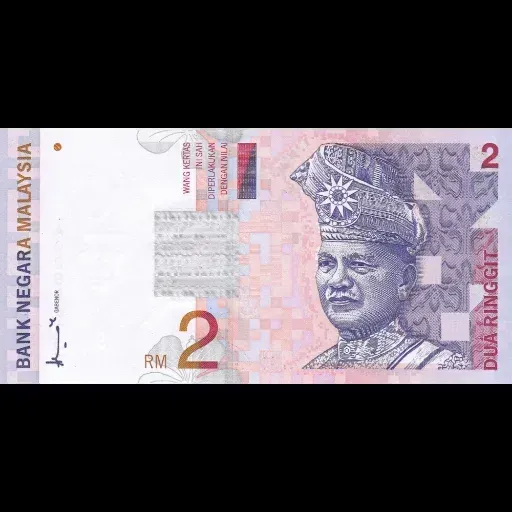 BANK NEGARA MALAYSIA
WANG KERTAS
INI SAH
DIPERLAKUKAN
DENGAN NILAI
2
DUA RINGGIT
RM 2